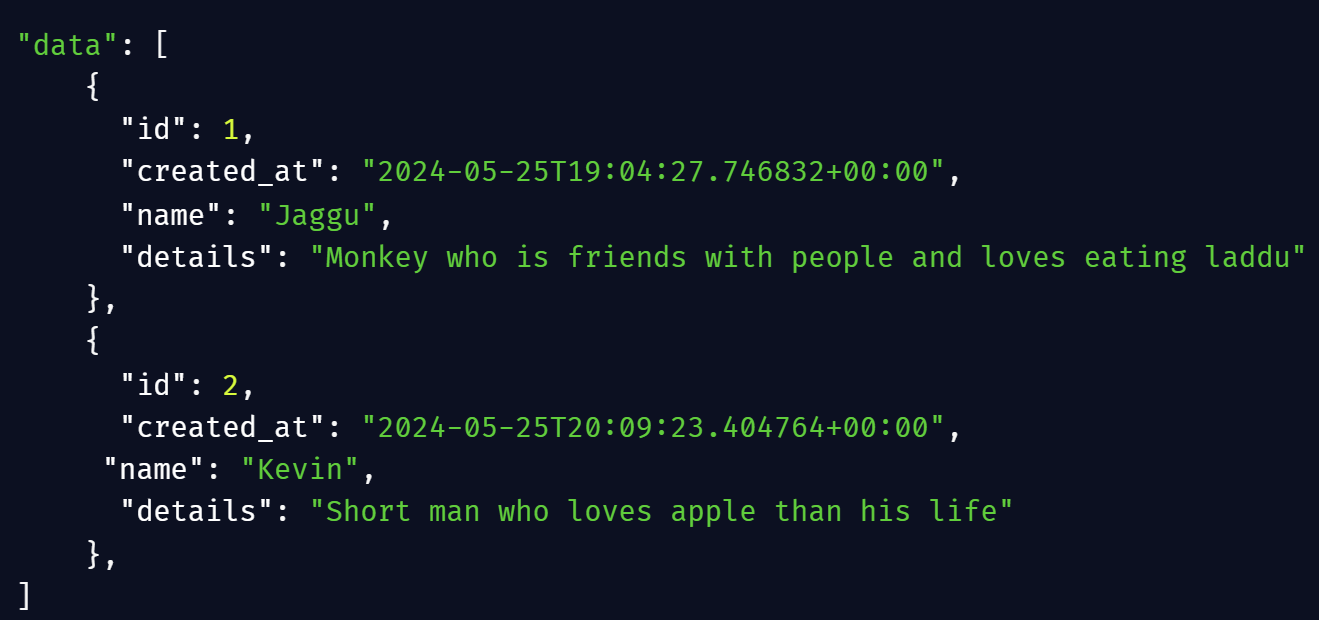 "data": [
    {
      "id": 1,
      "created_at": "2024-05-25T19:04:27.746832+00:00",
      "name": "Jaggu",
      "details": "Monkey who is friends with people and loves eating laddu"
    },
    {
      "id": 2,
      "created_at": "2024-05-25T20:09:23.404764+00:00",
     "name": "Kevin",
      "details": "Short man who loves apple than his life"
    },
]